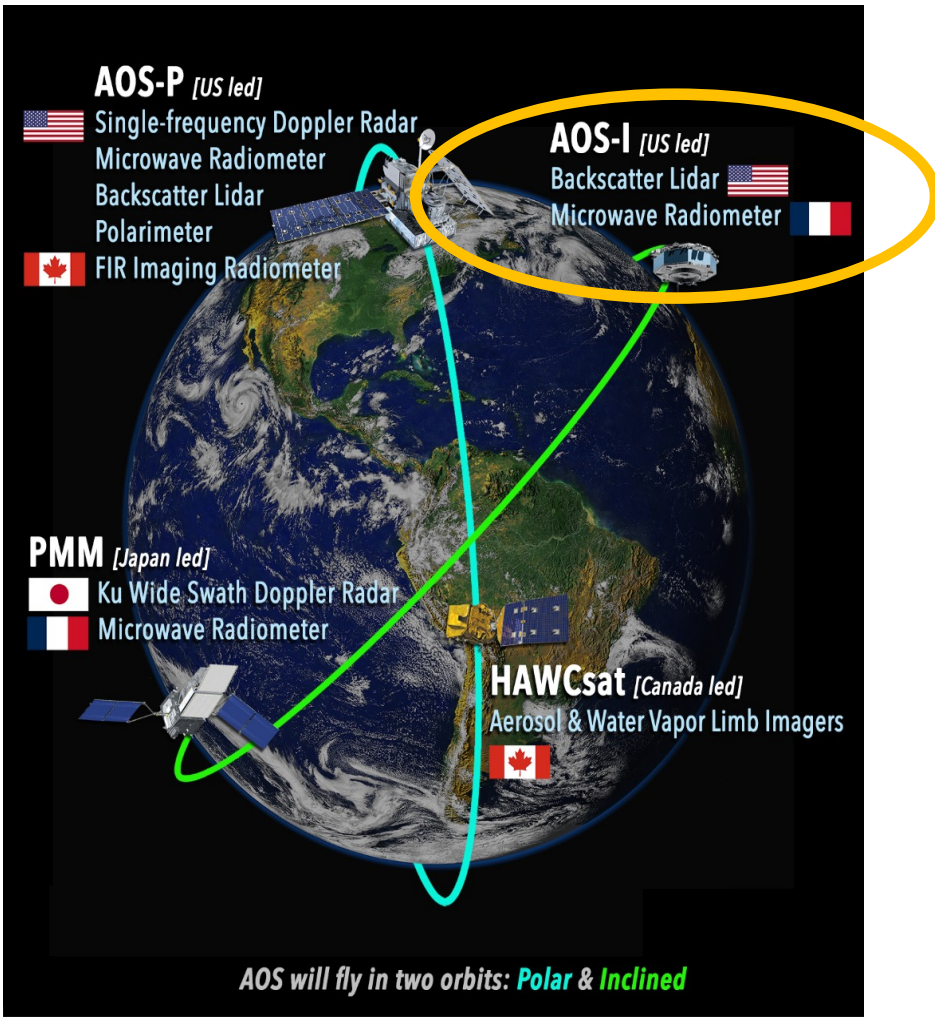 AOS-P [US led]
Single-frequency Doppler Radar
Microwave Radiometer
Backscatter Lidar
Polarimeter
FIR Imaging Radiometer
AOS-I [US led]
Backscatter Lidar
Microwave Radiometer
PMM [Japan led]
Ku Wide Swath Doppler Radar
Microwave Radiometer
HAWCsat [Canada led]
Aerosol & Water Vapor Limb Imagers
AOS will fly in two orbits: Polar & Inclined